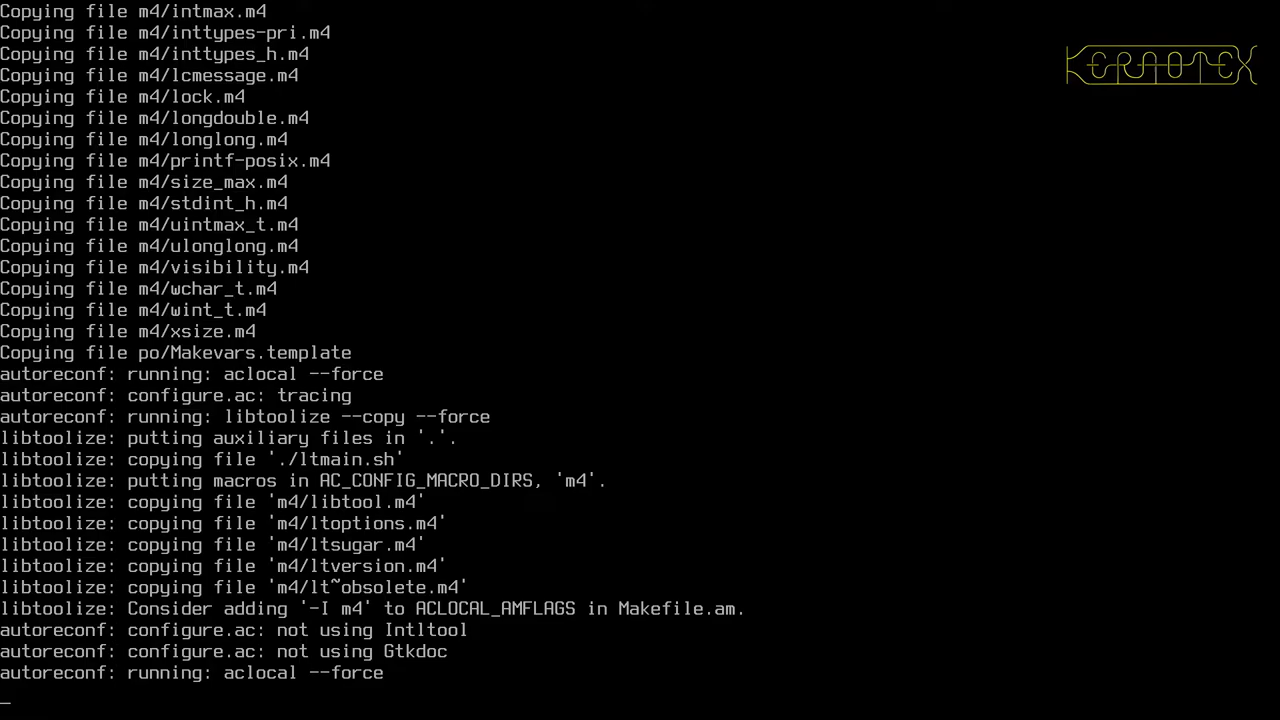 Copying file m4/intmax.m4
Copying file m4/inttypes-pri.m4
Copying file m4/inttypes_h.m4
Copying file m4/lcmessage.m4
Copying file m4/lock.m4
Copying file m4/longdouble.m4
Copying file m4/longlong.m4
Copying file m4/printf-posix.m4
Copying file m4/size_max.m4
Copying file m4/stdint_h.m4
Copying file m4/uintmax_t.m4
Copying file m4/ulonglong.m4
Copying file m4/visibility.m4
Copying file m4/wchar_t.m4
Copying file m4/wint_t.m4
Copying file m4/xsize.m4
Copying file po/Makevars.template
autoreconf: running: aclocal --force
autoreconf: configure.ac: tracing
autoreconf: running: libtoolize --copy --force
libtoolize: putting auxiliary files in '.'.
libtoolize: copying file './ltmain.sh'
libtoolize: putting macros in AC_CONFIG_MACRO_DIRS, 'm4'.
libtoolize: copying file 'm4/libtool.m4'
libtoolize: copying file 'm4/ltoptions.m4'
libtoolize: copying file 'm4/ltsugar.m4'
libtoolize: copying file 'm4/ltversion.m4'
libtoolize: copying file 'm4/lt~obsolete.m4'
libtoolize: Consider adding '-I m4' to ACLOCAL_AMFLAGS in Makefile.am.
autoreconf: configure.ac: not using Intltool
autoreconf: configure.ac: not using Gtkdoc
autoreconf: running: aclocal --force
_
KERAOTEX